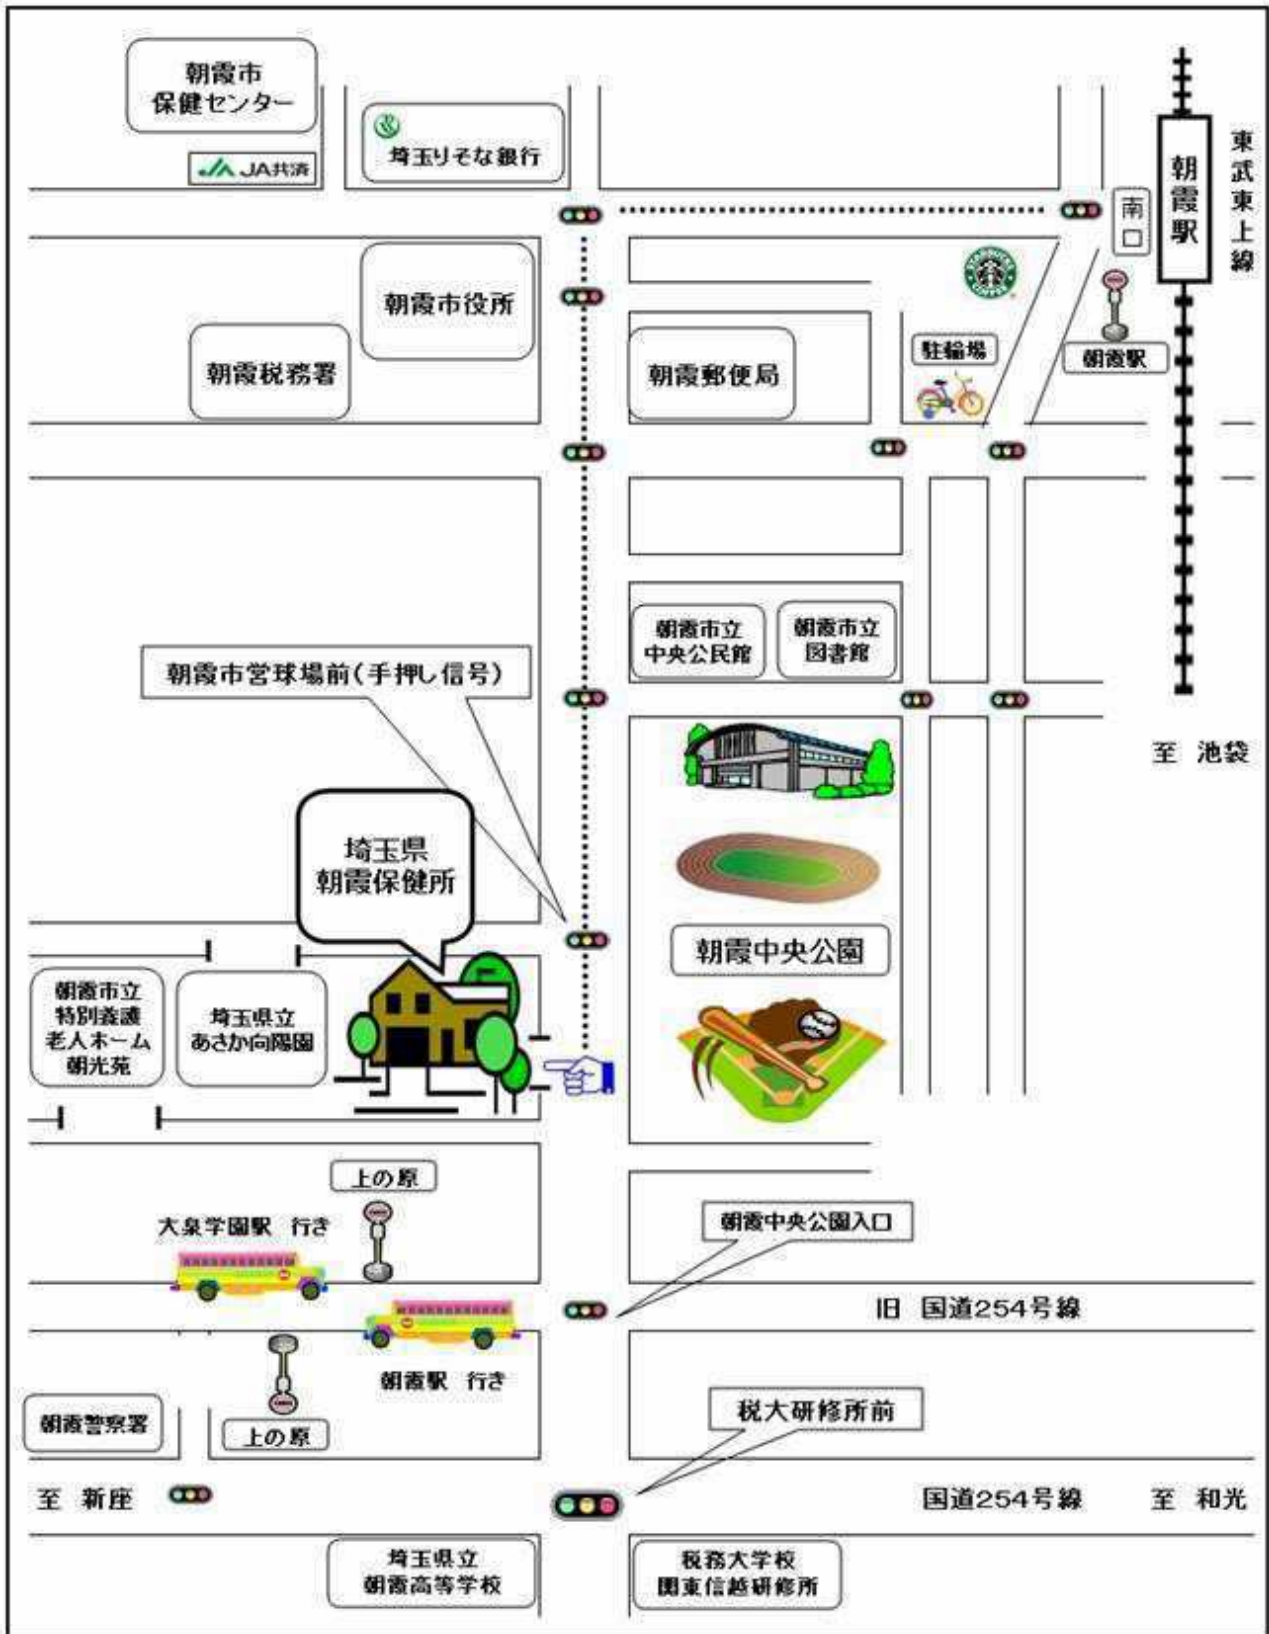 朝霞市
保健センター
JA JA共済
埼玉りそな銀行
南口
朝霞駅
東武東上線
STARBUCKS
COFFEE
朝霞市役所
朝霞税務署
朝霞郵便局
駐輪場
朝霞駅
朝霞市立
中央公民館
朝霞市立
図書館
朝霞市営球場前(手押し信号)
至 池袋
埼玉県
朝霞保健所
朝霞中央公園
朝霞市立
特別養護
老人ホーム
朝光苑
埼玉県立
あさか向陽園
上の原
大泉学園駅 行き
朝霞中央公園入口
旧 国道254号線
朝霞駅 行き
朝霞警察署
上の原
税大研修所前
至 新座
国道254号線
至 和光
埼玉県立
朝霞高等学校
税務大学校
関東信越研修所